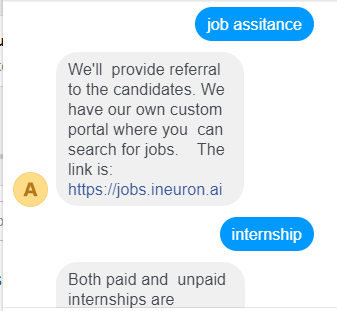 job assitance
We'll provide referral
to the candidates. We
have our own custom
portal where you can
search for jobs. The
link is:
https://jobs.ineuron.ai
A
internship
Both paid and unpaid
internships are